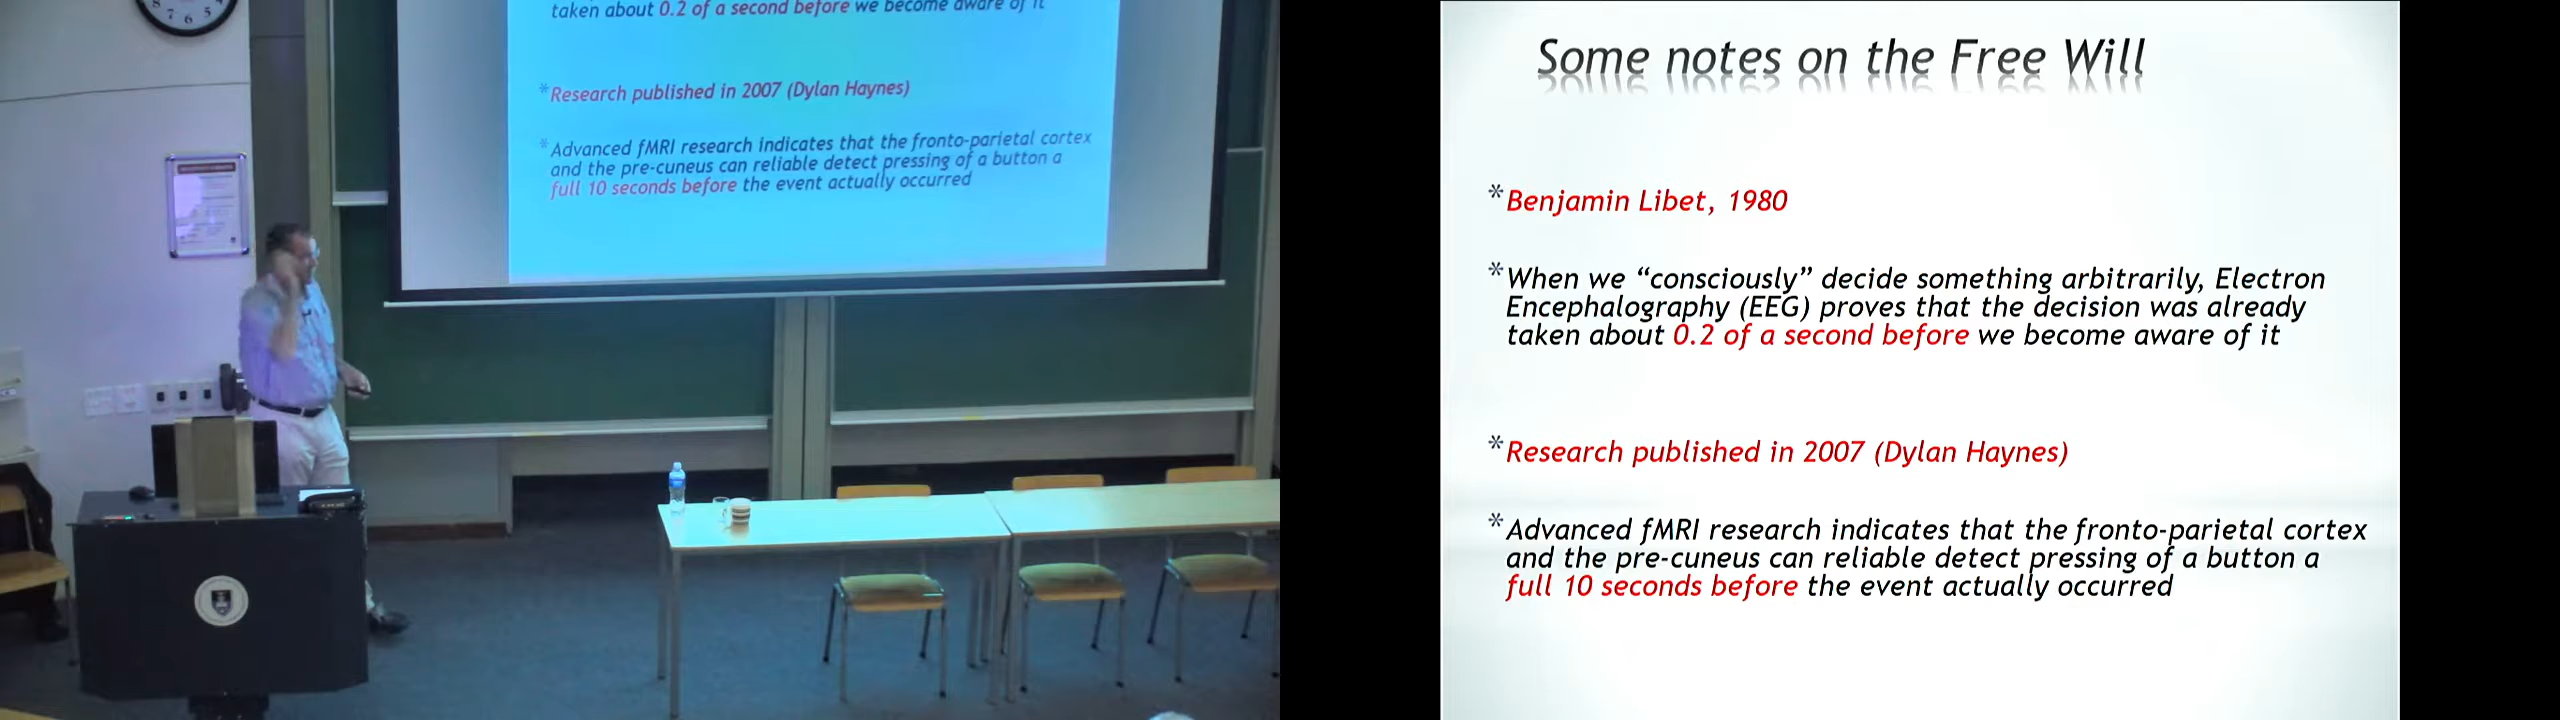 taken about 0.2 of a second before we become aware of it
*Research published in 2007 (Dylan Haynes)
*Advanced fMRI research indicates that the fronto-parietal cortex
and the pre-cuneus can reliable detect pressing of a button a
full 10 seconds before the event actually occurred
8
7
6
5
Some notes on the Free Will
*Benjamin Libet, 1980
*When we “consciously” decide something arbitrarily, Electron
Encephalography (EEG) proves that the decision was already
taken about 0.2 of a second before we become aware of it
*Research published in 2007 (Dylan Haynes)
*Advanced fMRI research indicates that the fronto-parietal cortex
and the pre-cuneus can reliable detect pressing of a button a
full 10 seconds before the event actually occurred